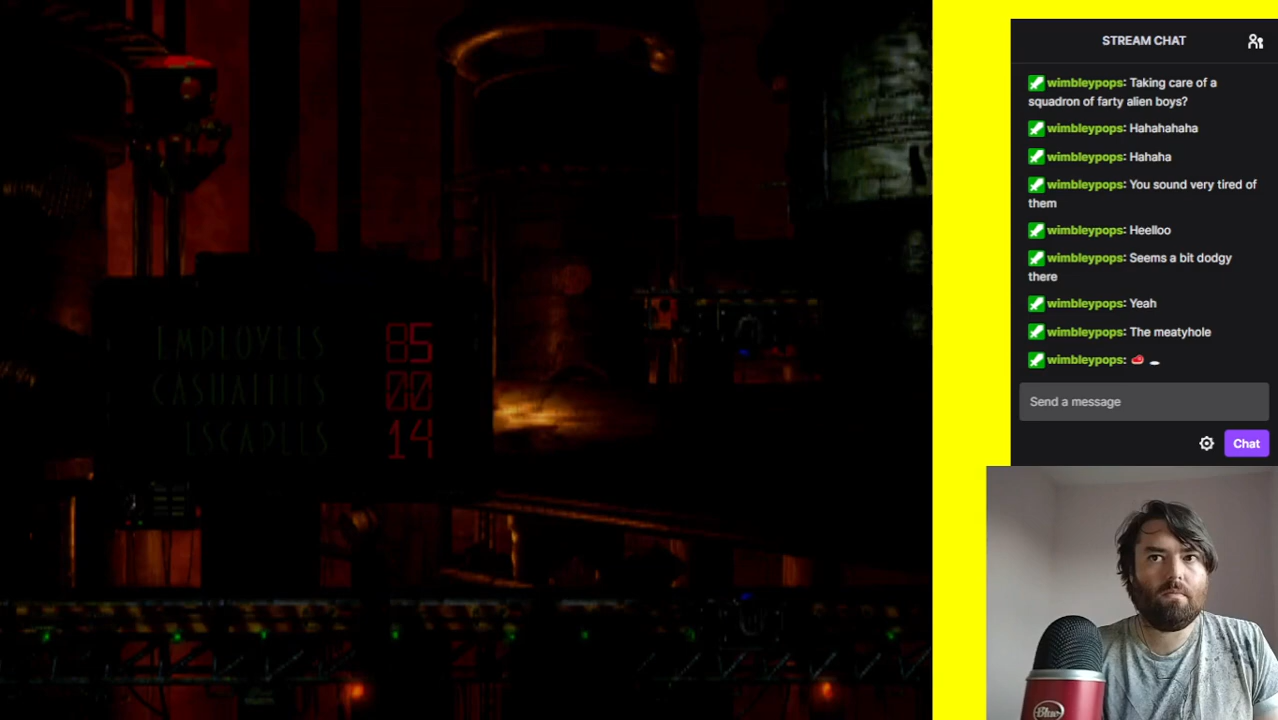 EMPLOYEES 85
CASUALTIES 00
ESCAPEES 14
STREAM CHAT
wimbleypops: Taking care of a
squadron of farty alien boys?
wimbleypops: Hahahahaha
wimbleypops: Hahaha
wimbleypops: You sound very tired of
them
wimbleypops: Heelloo
wimbleypops: Seems a bit dodgy
there
wimbleypops: Yeah
wimbleypops: The meatyhole
wimbleypops: 🥩 🕳️
Send a message
Chat
Blue